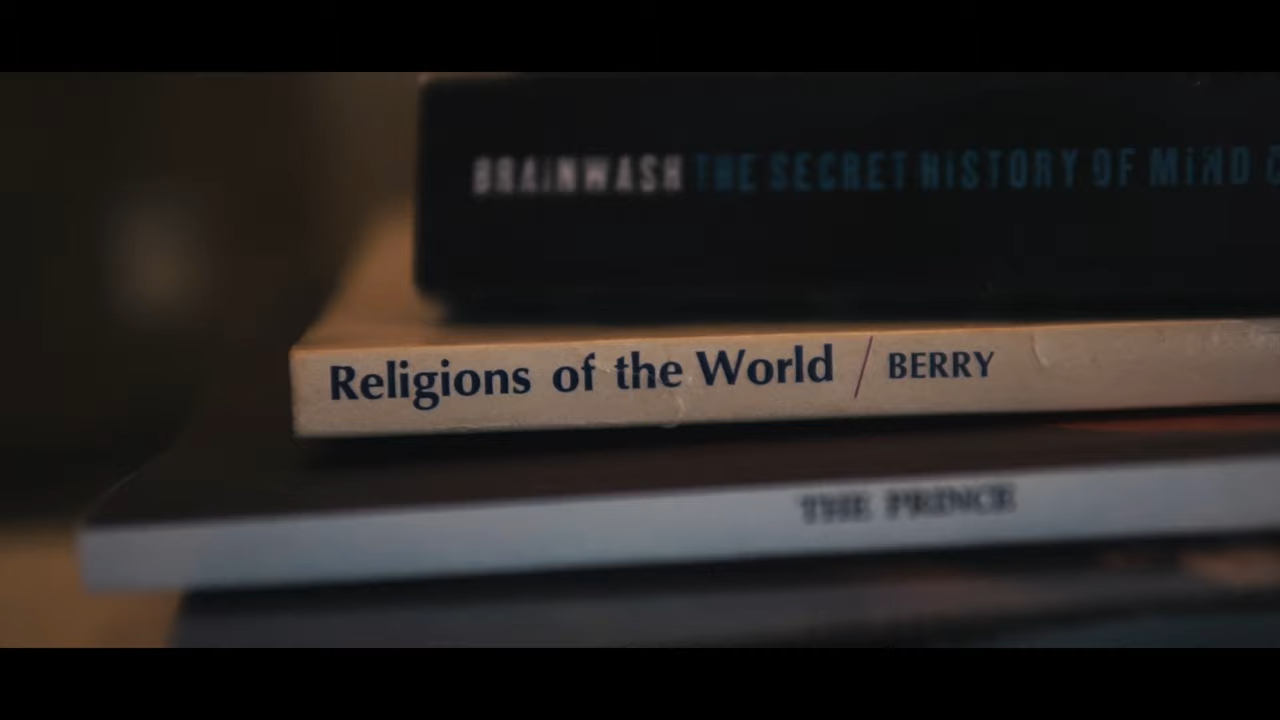 BRAINWASH THE SECRET HISTORY OF MIND
Religions of the World / BERRY
THE PRINCE